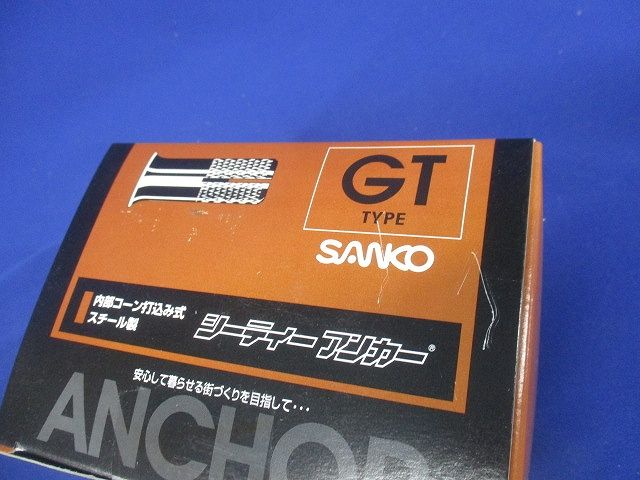 GT
TYPE
SANKO
内部コーン打込み式
スチール製
シーティーアンカー®
安心して暮らせる街づくりを目指して・・・
ANCHOR